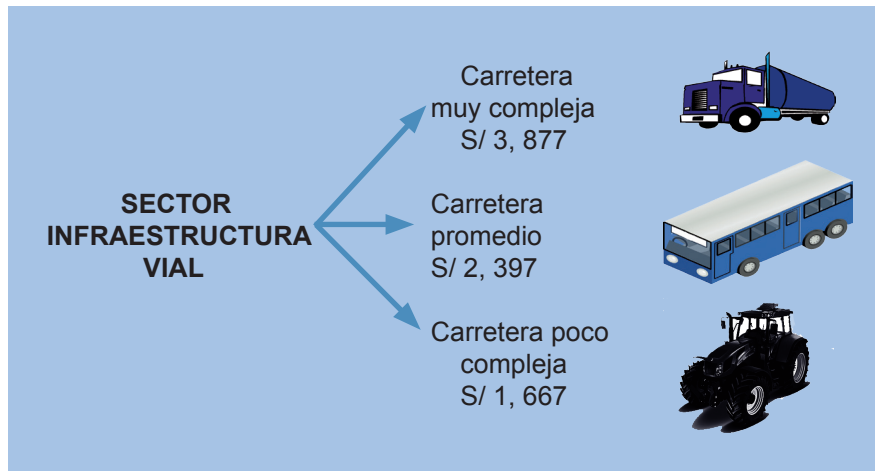 SECTOR
INFRAESTRUCTURA
VIAL
Carretera
muy compleja
S/ 3, 877
Carretera
promedio
S/ 2, 397
Carretera poco
compleja
S/ 1, 667